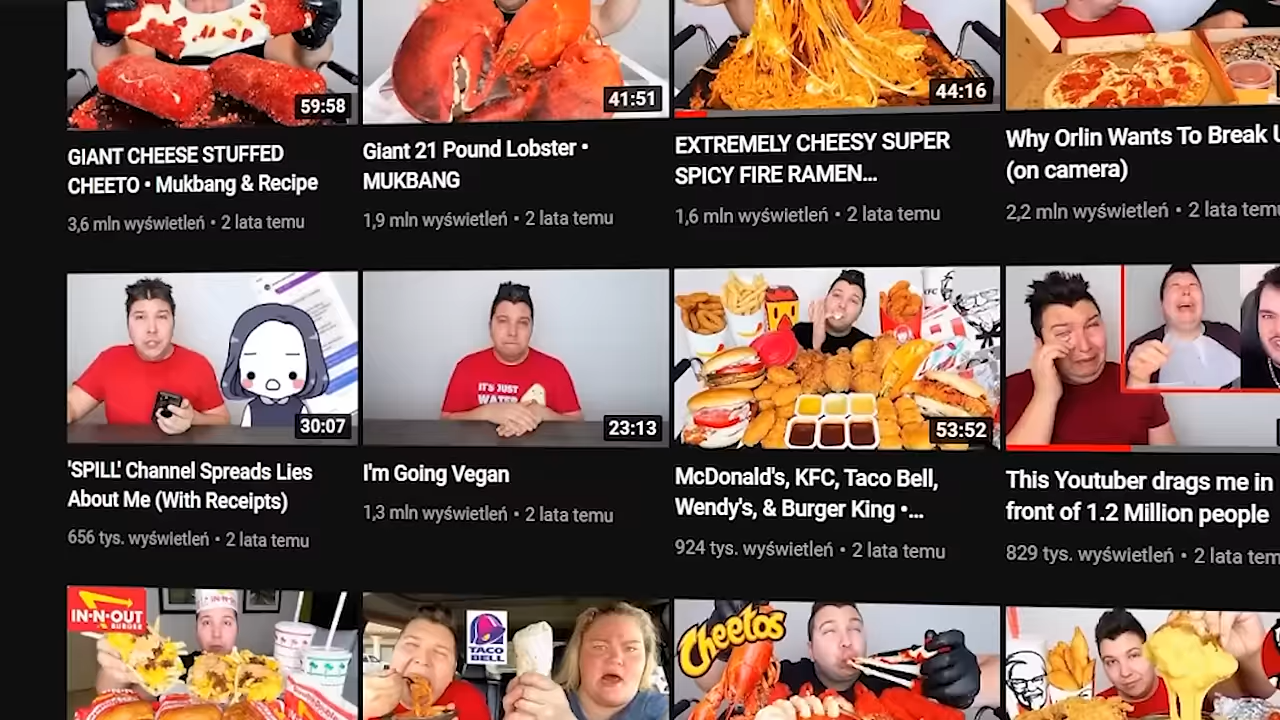 59:58
41:51
44:16
GIANT CHEESE STUFFED
CHEETO • Mukbang & Recipe
3,6 mln wyświetleń • 2 lata temu
Giant 21 Pound Lobster •
MUKBANG
1,9 mln wyświetleń • 2 lata temu
EXTREMELY CHEESY SUPER
SPICY FIRE RAMEN...
1,6 mln wyświetleń • 2 lata temu
Why Orlin Wants To Break U
(on camera)
2,2 mln wyświetleń • 2 lata tem
30:07
IT'S JUST
WATER
23:13
KFC
53:52
'SPILL' Channel Spreads Lies
About Me (With Receipts)
656 tys. wyświetleń • 2 lata temu
I'm Going Vegan
1,3 mln wyświetleń • 2 lata temu
McDonald's, KFC, Taco Bell,
Wendy's, & Burger King •...
924 tys. wyświetleń • 2 lata temu
This Youtuber drags me in
front of 1.2 Million people
829 tys. wyświetleń • 2 lata tem
IN-N-OUT
BURGER
TACO
BELL
Cheetos
KFC